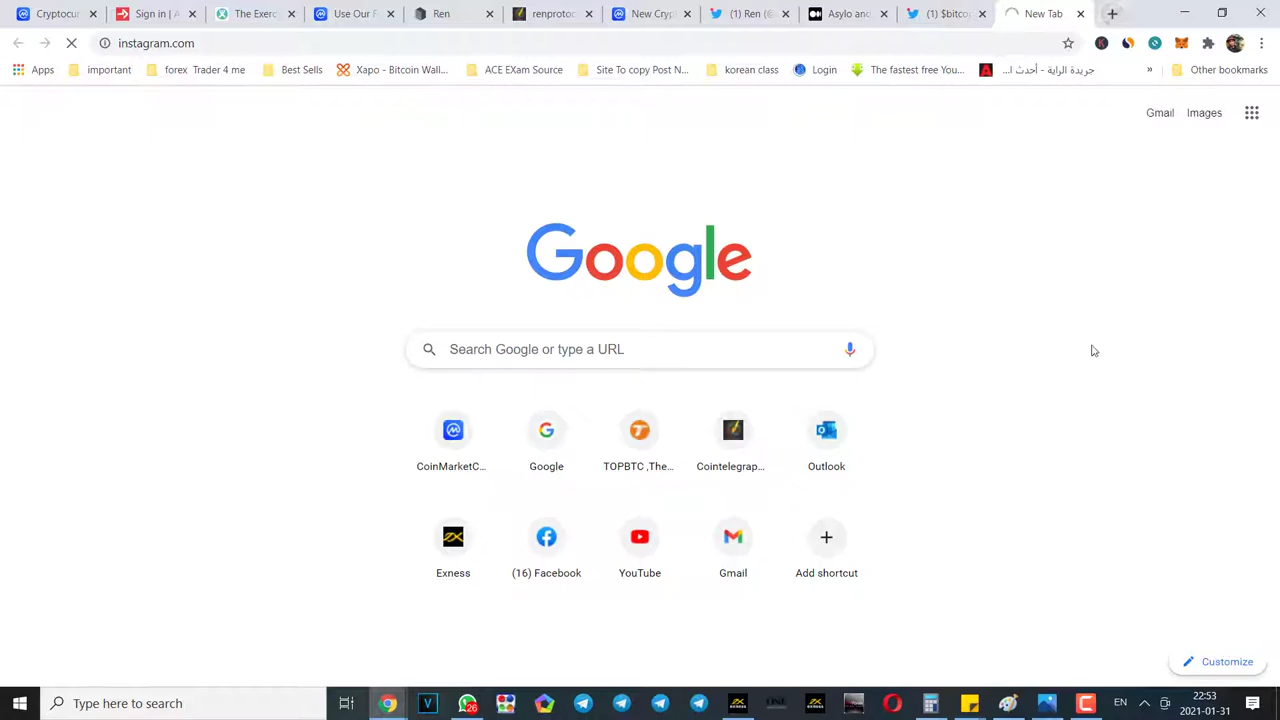 Cryptocu
Sign in | A
The Exerc
Use Our F
Ren
renprotoc
New Cryp
(1) Ren (@
Asylo and
(1) $bitco
New Tab
instagram.com
Apps
important
forex Trader 4 me
Best Sells
Xapo - Bitcoin Wall...
ACE EXam Source
Site To copy Post N...
korean class
Login
The fastest free You...
جريدة الراية - أحدث ا...
»
Other bookmarks
Gmail
Images
Google
Search Google or type a URL
CoinMarketC...
Google
TOPBTC ,The...
Cointelegrap...
Outlook
Exness
(16) Facebook
YouTube
Gmail
Add shortcut
Customize
Type here to search
26
EXNESS
EN
22:53
2021-01-31